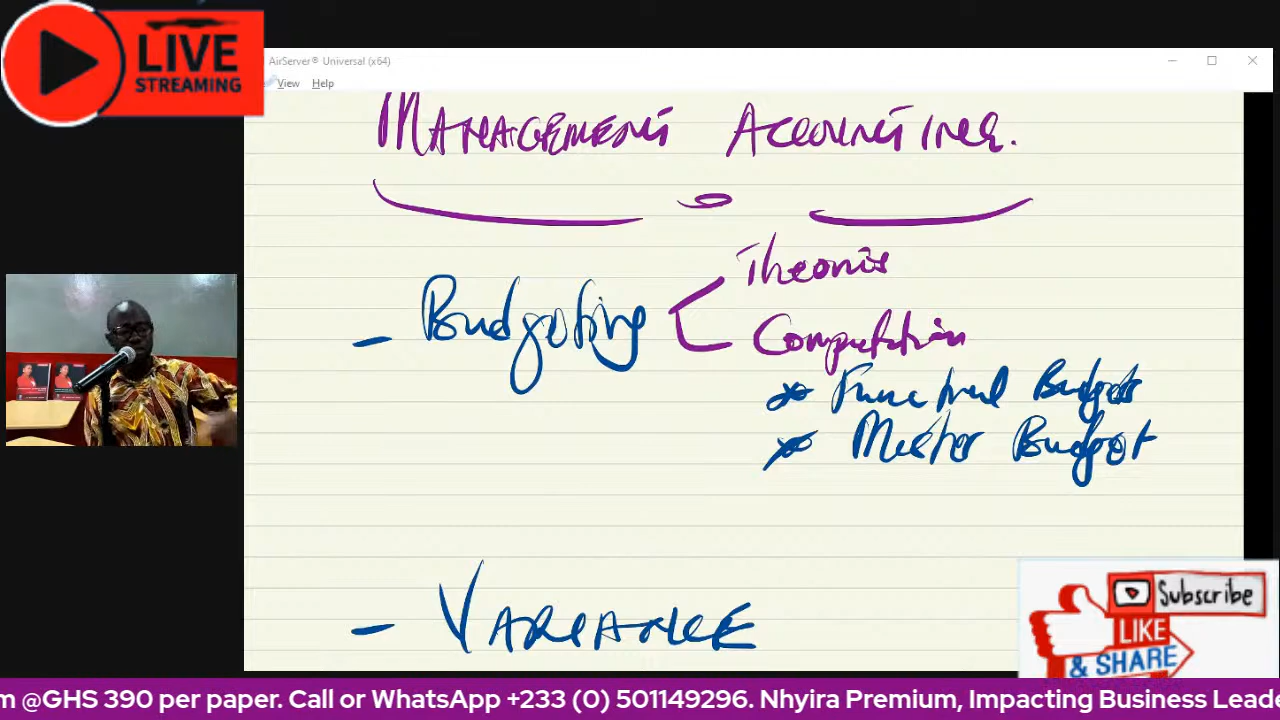 LIVE
STREAMING
AirServer® Universal (x64)
View Help
MANAGEMENT ACCOUNTING.
- Budgeting
Theories
Computation
* Functional Budgets
* Master Budget
- VARIANCE
Subscribe
LIKE
& SHARE
m @GHS 390 per paper. Call or WhatsApp +233 (0) 501149296. Nhyira Premium, Impacting Business Leade